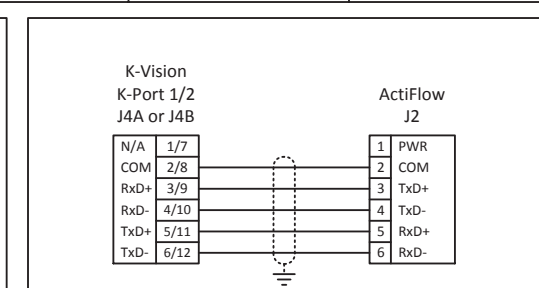 K-Vision
K-Port 1/2
J4A or J4B
ActiFlow
J2
N/A 1/7
COM 2/8
RxD+ 3/9
RxD- 4/10
TxD+ 5/11
TxD- 6/12
1 PWR
2 COM
3 TxD+
4 TxD-
5 RxD+
6 RxD-